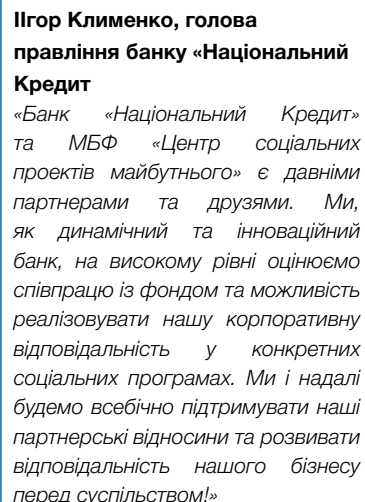 ІІгор Клименко, голова
правління банку «Національний
Кредит
«Банк «Національний Кредит»
та МБФ «Центр соціальних
проектів майбутнього» є давніми
партнерами та друзями. Ми,
як динамічний та інноваційний
банк, на високому рівні оцінюємо
співпрацю із фондом та можливість
реалізовувати нашу корпоративну
відповідальність у конкретних
соціальних програмах. Ми і надалі
будемо всебічно підтримувати наші
партнерські відносини та розвивати
відповідальність нашого бізнесу
перед суспільством!»